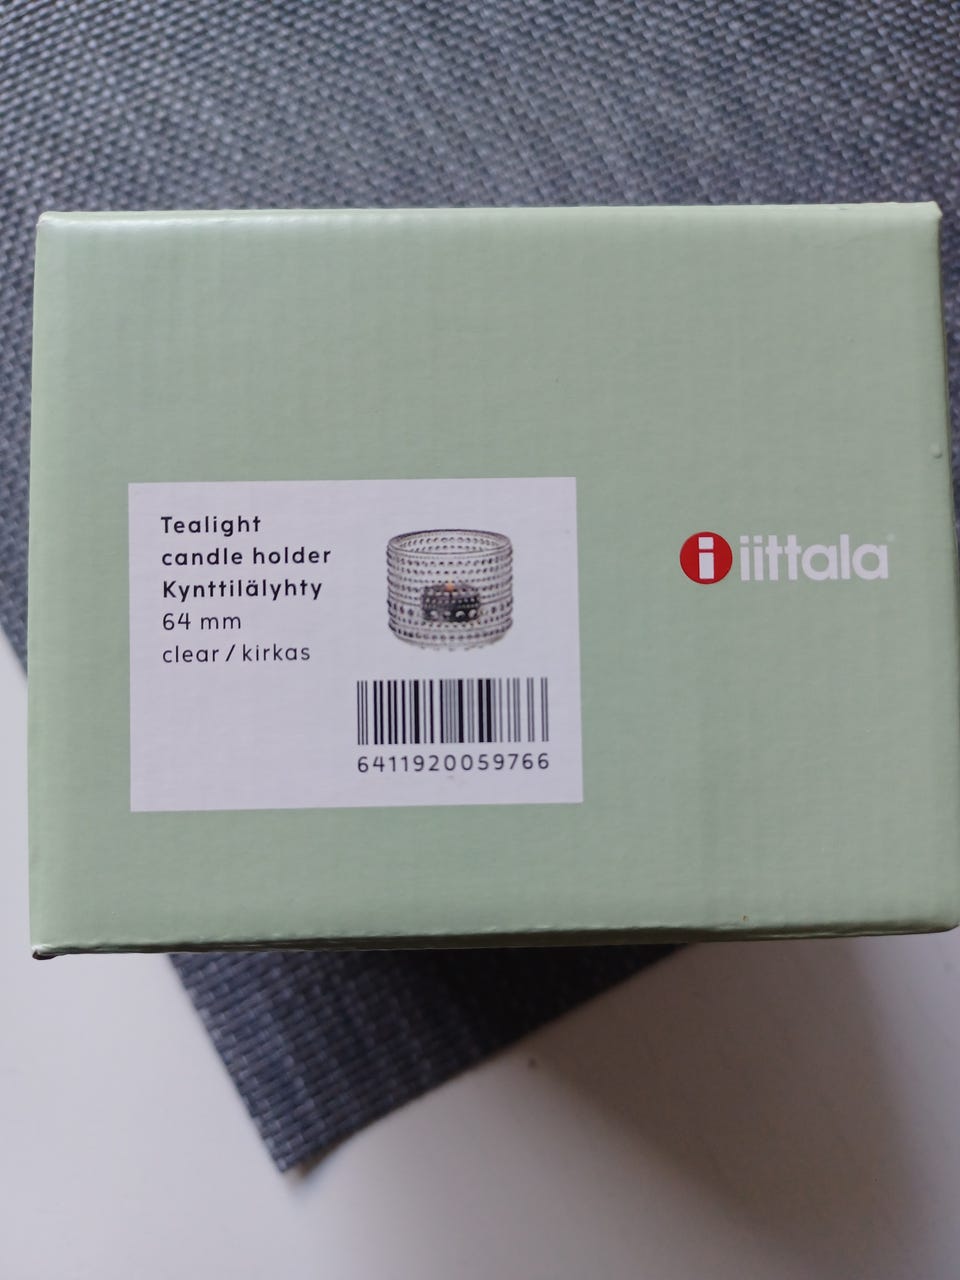 Tealight
candle holder
Kynttilälyhty
64 mm
clear / kirkas
6411920059766
i iittala